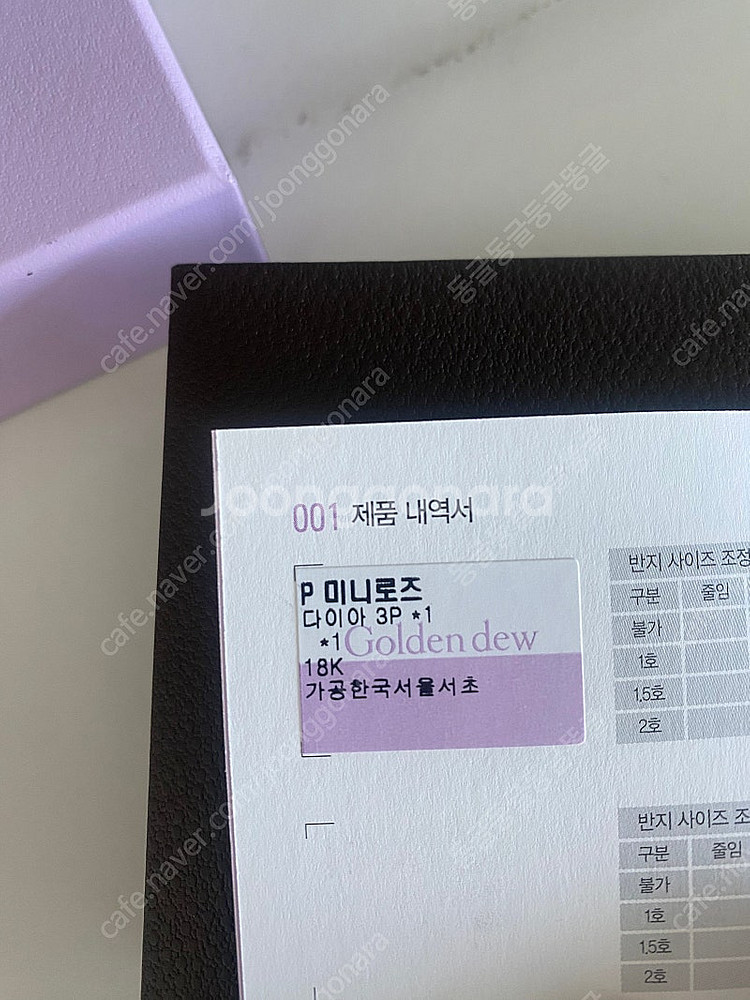 001 제품 내역서
P 미니로즈
다이아 3P *1
*1
Golden dew
18K
가공한국서울서초
반지 사이즈 조정
구분 줄임
불가
1호
1.5호
2호
반지 사이즈 조
구분 줄임
불가
1호
1.5호
2호
joonggonara
cafe.naver.com/joonggonara
동글동글동글똥글